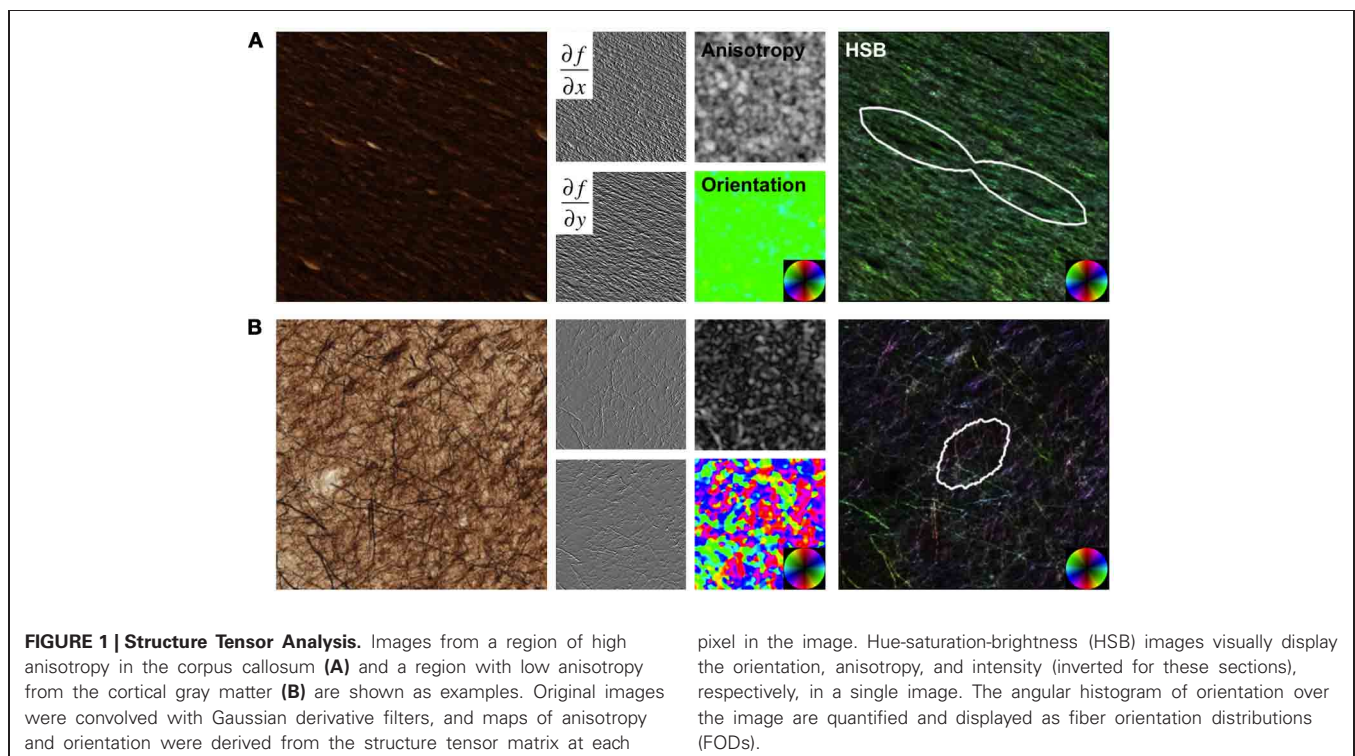 A
∂f
∂x
Anisotropy
HSB
∂f
∂y
Orientation
B
FIGURE 1 | Structure Tensor Analysis. Images from a region of high
anisotropy in the corpus callosum (A) and a region with low anisotropy
from the cortical gray matter (B) are shown as examples. Original images
were convolved with Gaussian derivative filters, and maps of anisotropy
and orientation were derived from the structure tensor matrix at each
pixel in the image. Hue-saturation-brightness (HSB) images visually display
the orientation, anisotropy, and intensity (inverted for these sections),
respectively, in a single image. The angular histogram of orientation over
the image are quantified and displayed as fiber orientation distributions
(FODs).